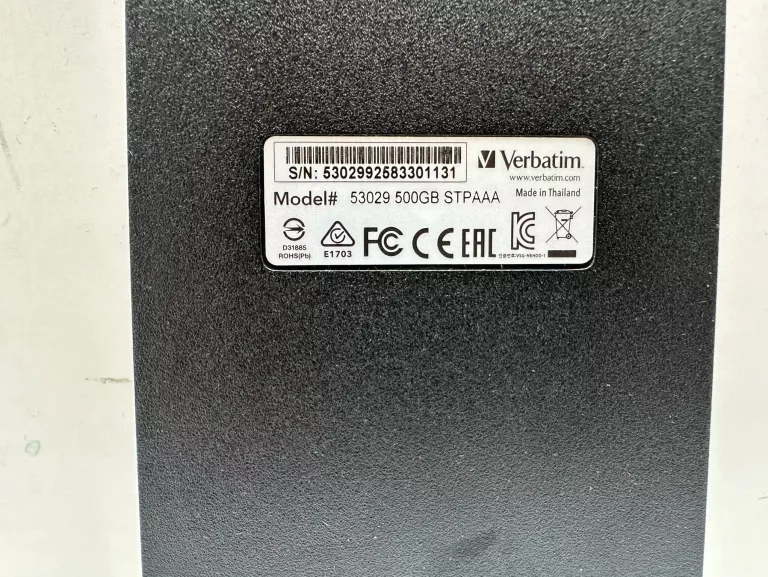 S/N: 5302992583301131
Verbatim.
www.verbatim.com
Model# 53029 500GB STPAAA
Made in Thailand
D31885
ROHS(Pb)
E1703
FC CE EAC